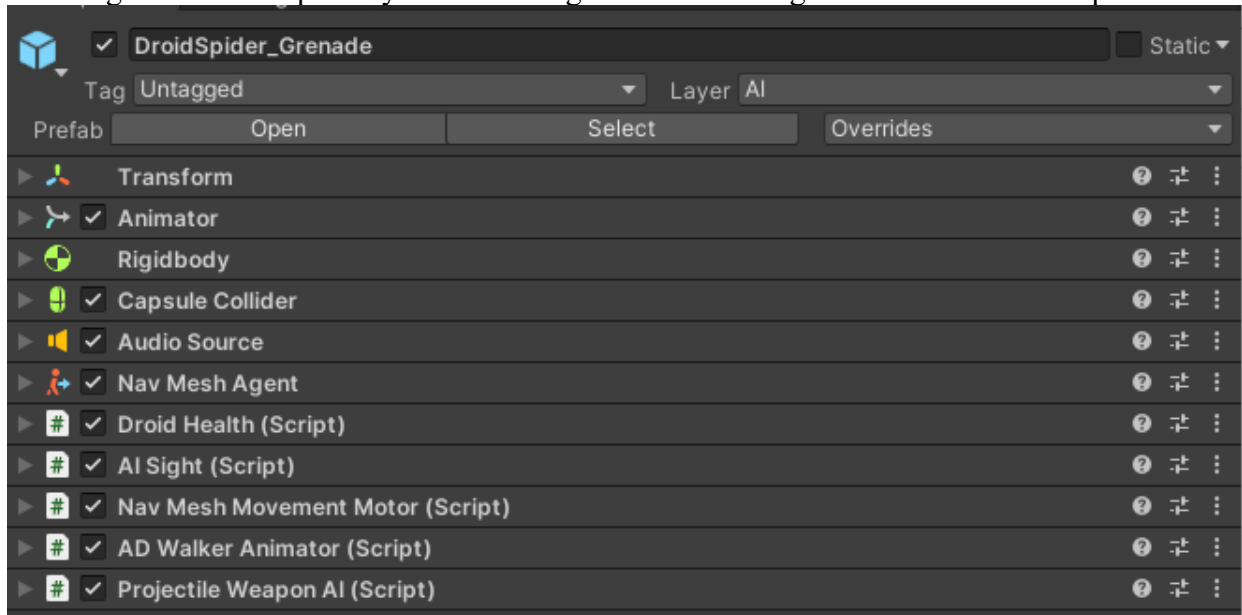 DroidSpider_Grenade Static
Tag Untagged Layer AI
Prefab Open Select Overrides
Transform
Animator
Rigidbody
Capsule Collider
Audio Source
Nav Mesh Agent
# Droid Health (Script)
# AI Sight (Script)
# Nav Mesh Movement Motor (Script)
# AD Walker Animator (Script)
# Projectile Weapon AI (Script)